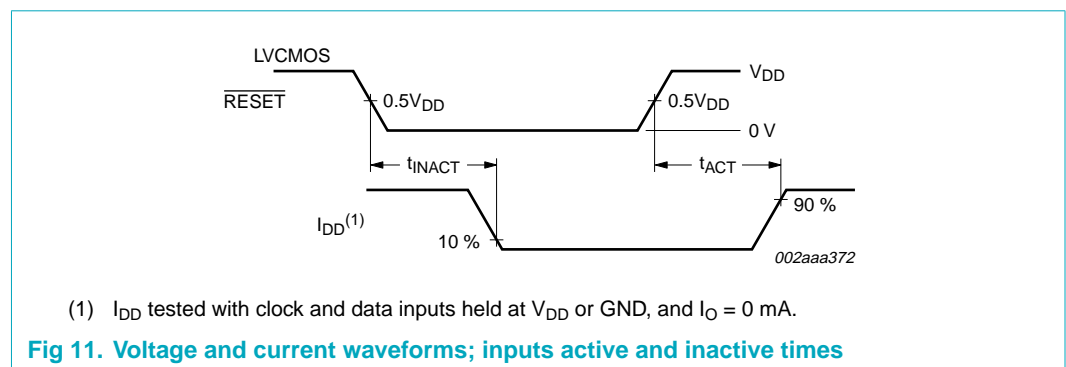 LVCMOS
VDD
RESET
0.5VDD
0.5VDD
0 V
tINACT
tACT
90 %
IDD(1)
10 %
002aaa372
(1) IDD tested with clock and data inputs held at VDD or GND, and IO = 0 mA.
Fig 11. Voltage and current waveforms; inputs active and inactive times